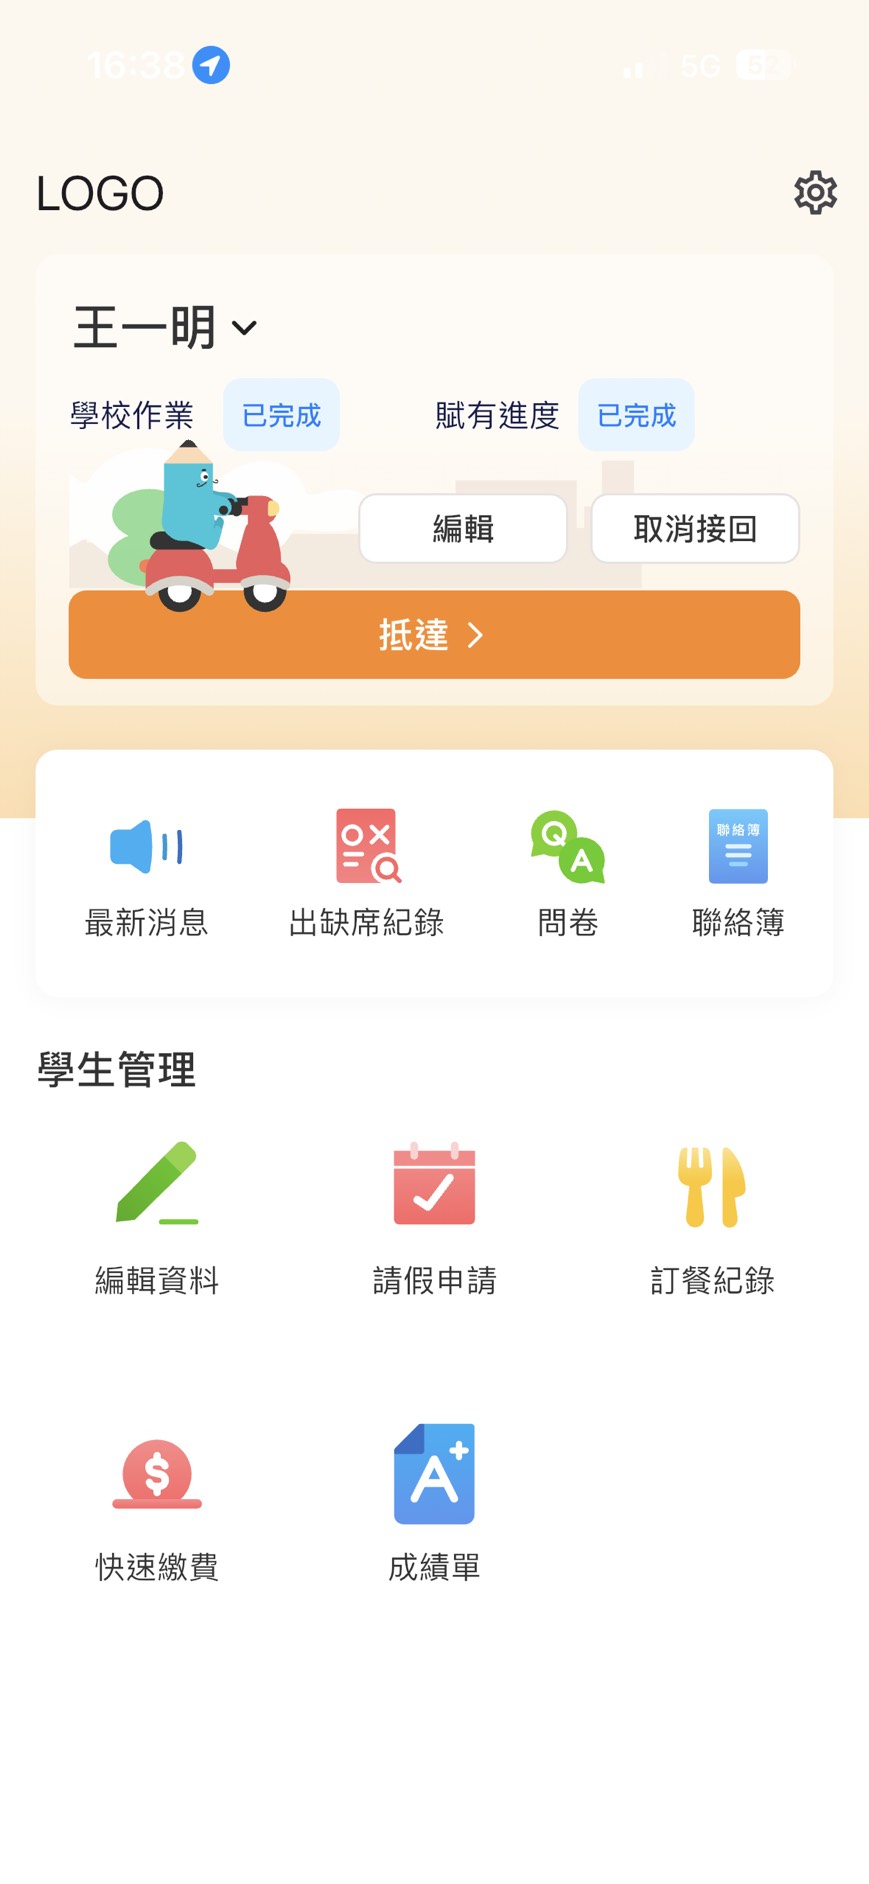 16:38
5G
LOGO
王一明
學校作業 已完成 賦有進度 已完成
編輯 取消接回
抵達
聯絡簿
最新消息 出缺席紀錄 問卷 聯絡簿
學生管理
編輯資料 請假申請 訂餐紀錄
快速繳費 成績單